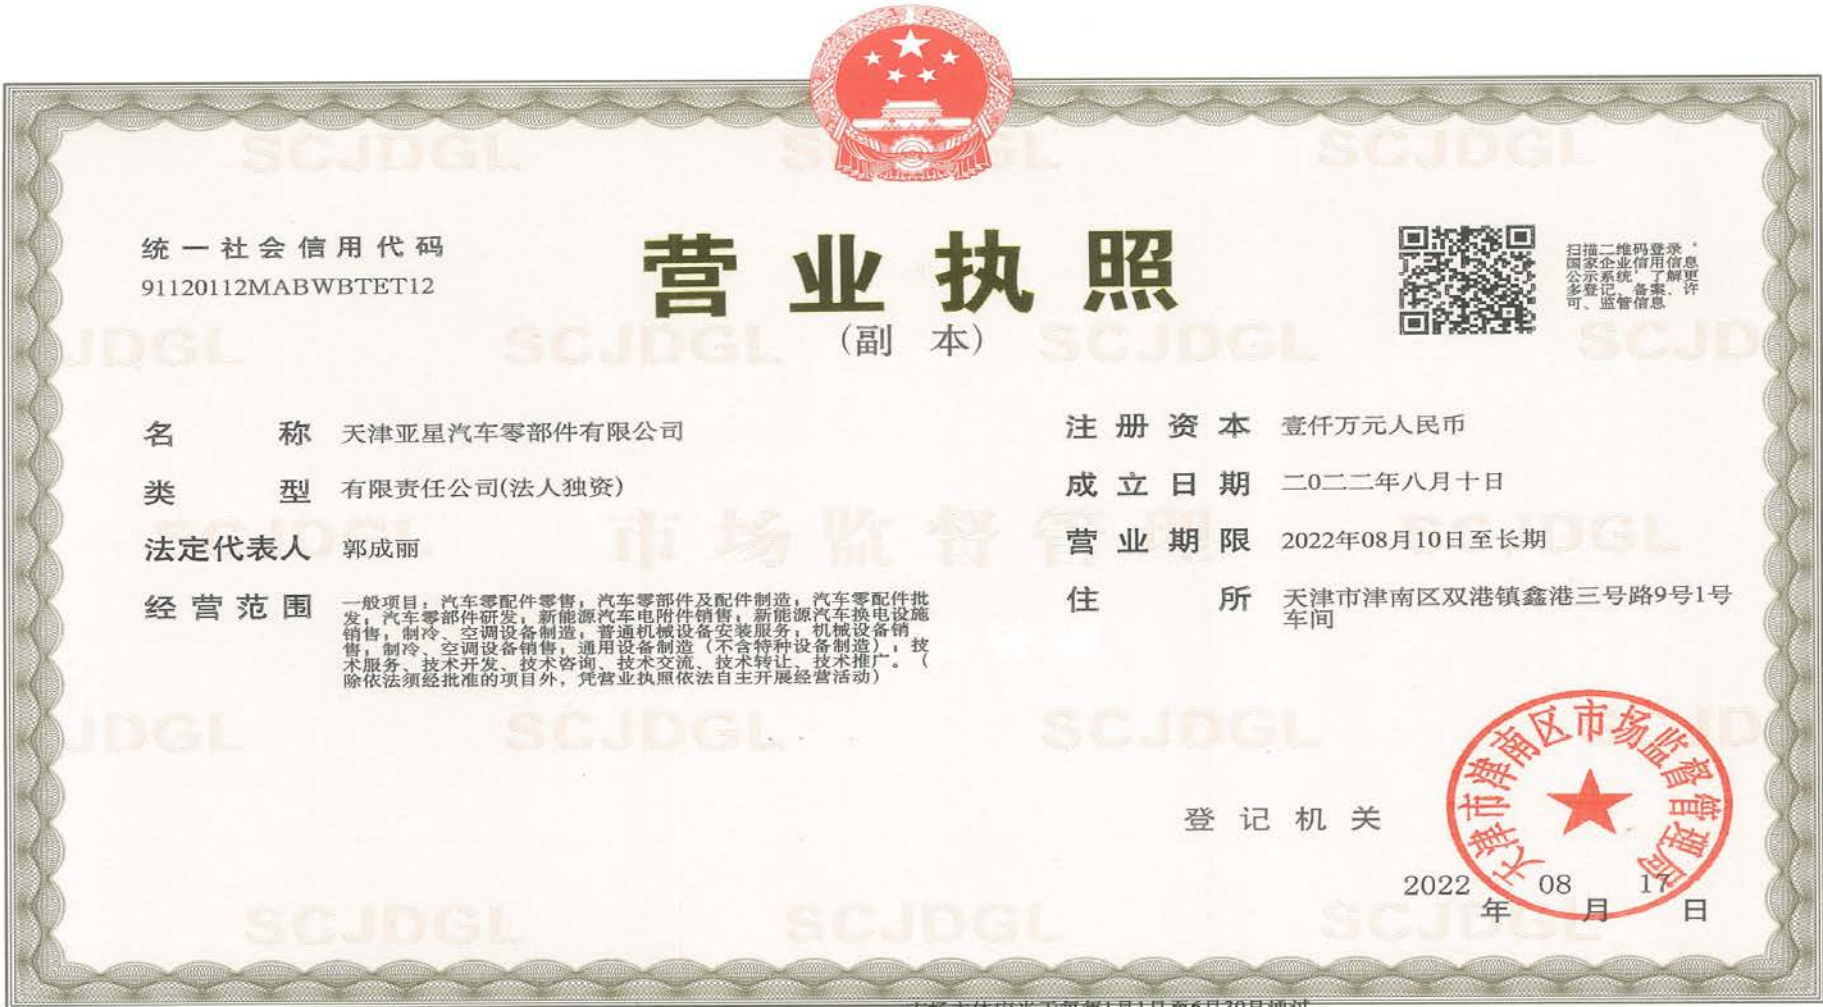 统一社会信用代码
91120112MABWBTET12
营业执照
(副 本)
扫描二维码登录‘
国家企业信用信息
公示系统’了解更
多登记、备案、许
可、监管信息
名 称 天津亚星汽车零部件有限公司
类 型 有限责任公司(法人独资)
法定代表人 郭成丽
经营范围 一般项目；汽车零配件零售；汽车零部件及配件制造；汽车零配件批
发；汽车零部件研发；新能源汽车电附件销售；新能源汽车换电设施
销售；制冷、空调设备制造；普通机械设备安装服务；机械设备销
售；制冷、空调设备销售；通用设备制造（不含特种设备制造）；技
术服务、技术开发、技术咨询、技术交流、技术转让、技术推广。（
除依法须经批准的项目外，凭营业执照依法自主开展经营活动）
注册资本 壹仟万元人民币
成立日期 二0二二年八月十日
营业期限 2022年08月10日至长期
住 所 天津市津南区双港镇鑫港三号路9号1号
车间
登记机关
天津市津南区市场监督管理局
2022年08月17日
SCJDGL
市场监督管理